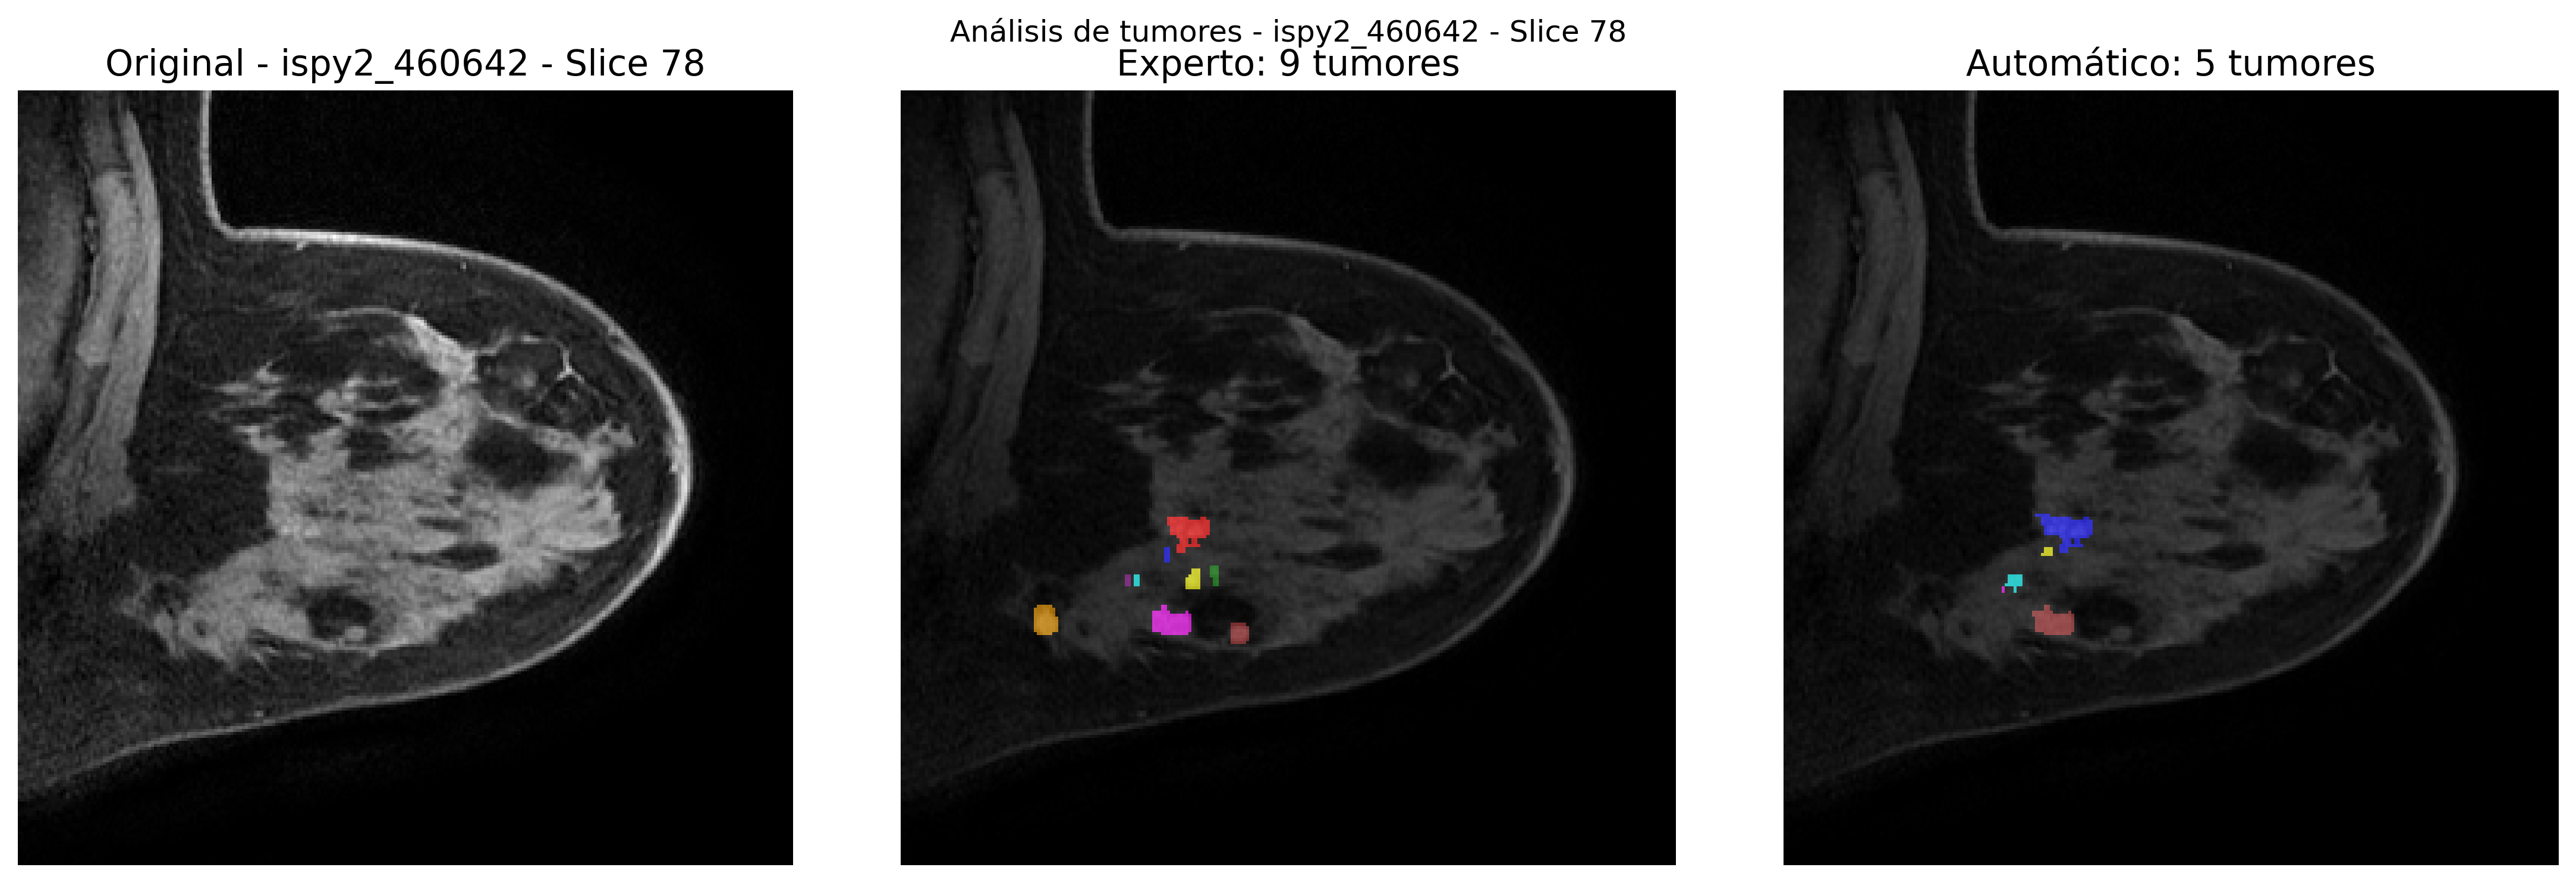 Análisis de tumores - ispy2_460642 - Slice 78
Original - ispy2_460642 - Slice 78
Experto: 9 tumores
Automático: 5 tumores